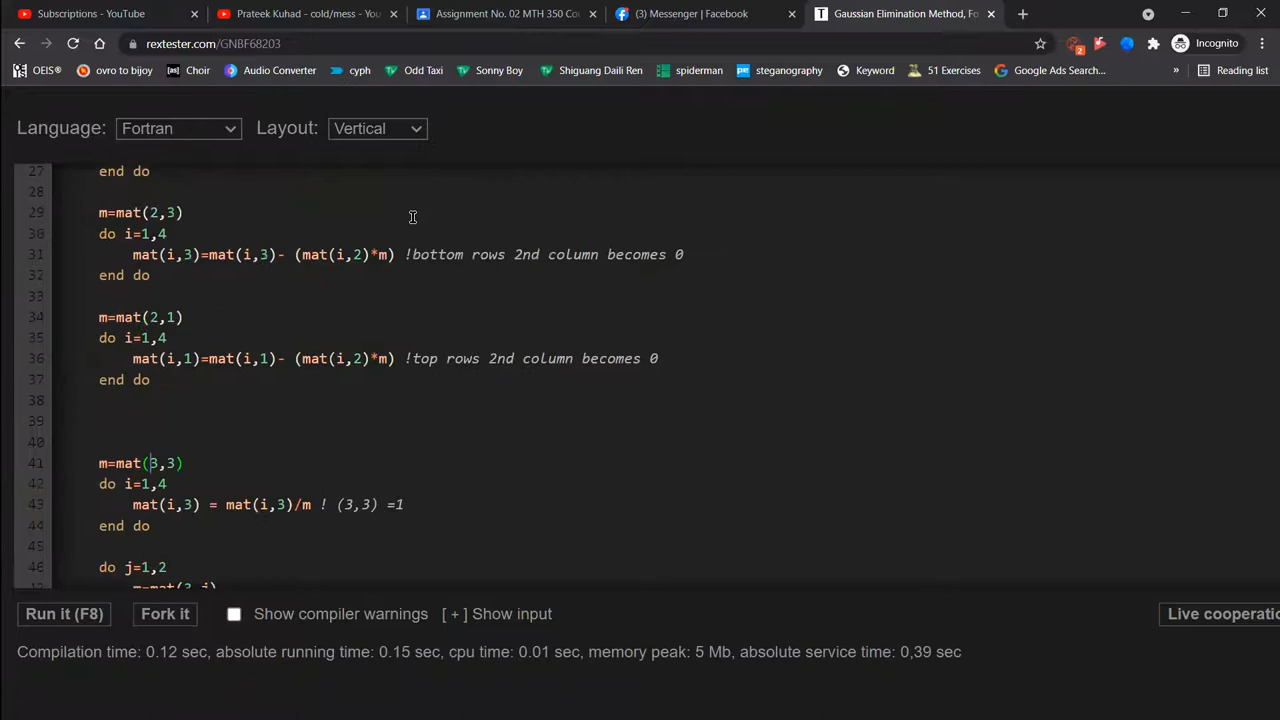 Subscriptions - YouTube
Prateek Kuhad - cold/mess - You
Assignment No. 02 MTH 350 Co
(3) Messenger | Facebook
Gaussian Elimination Method, Fo
rextester.com/GNBF68203
2
Incognito
OEIS®
ovro to bijoy
Choir
Audio Converter
cyph
Odd Taxi
Sonny Boy
Shiguang Daili Ren
spiderman
steganography
Keyword
51 Exercises
Google Ads Search...
»
Reading list
Language: Fortran Layout: Vertical
27 end do
28
29 m=mat(2,3)
30 do i=1,4
31 mat(i,3)=mat(i,3)- (mat(i,2)*m) !bottom rows 2nd column becomes 0
32 end do
33
34 m=mat(2,1)
35 do i=1,4
36 mat(i,1)=mat(i,1)- (mat(i,2)*m) !top rows 2nd column becomes 0
37 end do
38
39
40
41 m=mat(3,3)
42 do i=1,4
43 mat(i,3) = mat(i,3)/m ! (3,3) =1
44 end do
45
46 do j=1,2
Run it (F8) Fork it Show compiler warnings [ + ] Show input Live cooperatio
Compilation time: 0.12 sec, absolute running time: 0.15 sec, cpu time: 0.01 sec, memory peak: 5 Mb, absolute service time: 0,39 sec